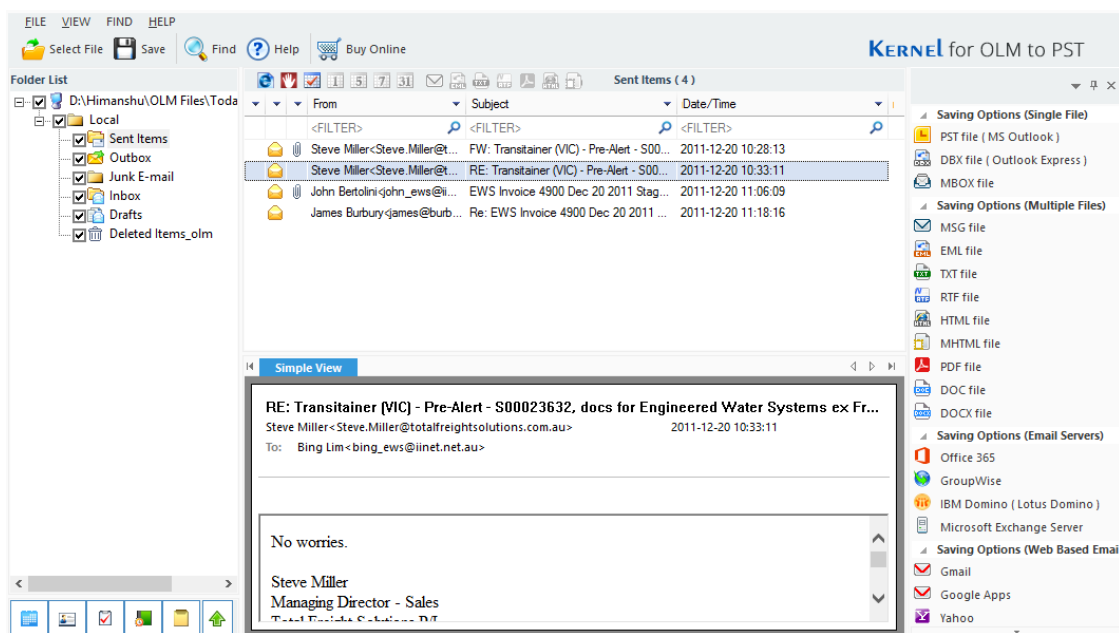 FILE VIEW FIND HELP
Select File Save Find Help Buy Online
KERNEL for OLM to PST
Folder List
D:\Himanshu\OLM Files\Toda
Local
Sent Items
Outbox
Junk E-mail
Inbox
Drafts
Deleted Items_olm
1 5 7 31 Sent Items ( 4 )
From Subject Date/Time
<FILTER> <FILTER> <FILTER>
Steve Miller<Steve.Miller@t... FW: Transitainer (VIC) - Pre-Alert - S00... 2011-12-20 10:28:13
Steve Miller<Steve.Miller@t... RE: Transitainer (VIC) - Pre-Alert - S00... 2011-12-20 10:33:11
John Bertolini<john_ews@ii... EWS Invoice 4900 Dec 20 2011 Stag... 2011-12-20 11:06:09
James Burbury<james@burb... Re: EWS Invoice 4900 Dec 20 2011 ... 2011-12-20 11:18:16
Simple View
RE: Transitainer (VIC) - Pre-Alert - S00023632, docs for Engineered Water Systems ex Fr...
Steve Miller<Steve.Miller@totalfreightsolutions.com.au> 2011-12-20 10:33:11
To: Bing Lim<bing_ews@iinet.net.au>
No worries.
Steve Miller
Managing Director - Sales
Total Freight Solutions P/L
Saving Options (Single File)
PST file ( MS Outlook )
DBX file ( Outlook Express )
MBOX file
Saving Options (Multiple Files)
MSG file
EML file
TXT file
RTF file
HTML file
MHTML file
PDF file
DOC file
DOCX file
Saving Options (Email Servers)
Office 365
GroupWise
IBM Domino ( Lotus Domino )
Microsoft Exchange Server
Saving Options (Web Based Emai
Gmail
Google Apps
Yahoo